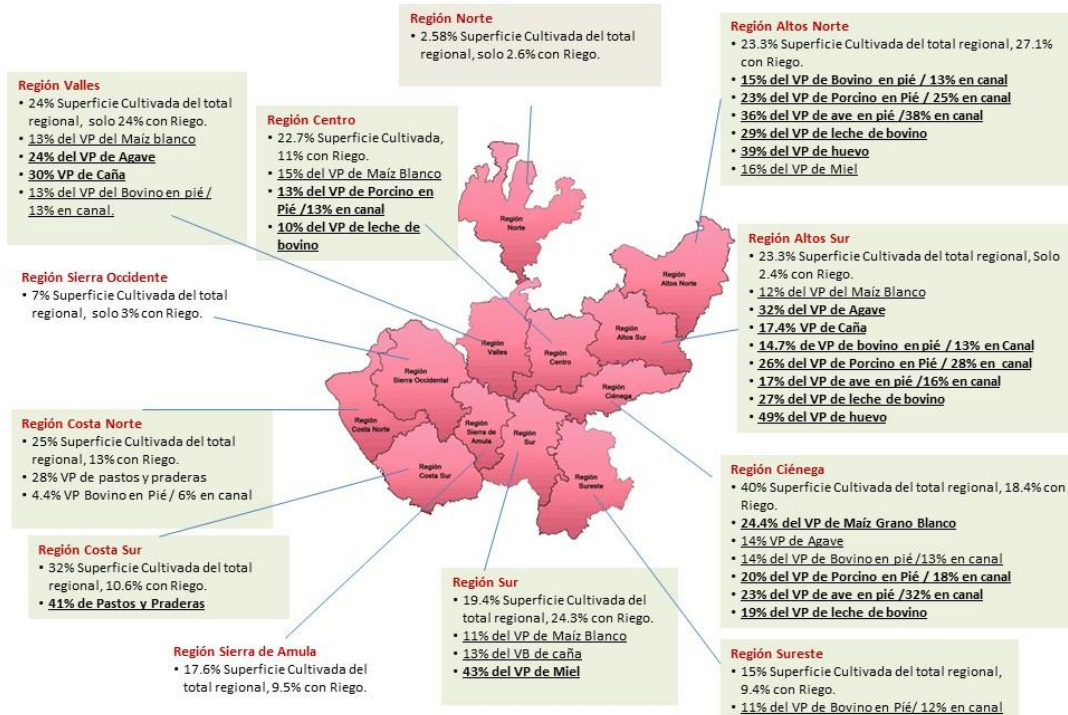 Región Norte
• 2.58% Superficie Cultivada del total
regional, solo 2.6% con Riego.
Región Altos Norte
• 23.3% Superficie Cultivada del total regional, 27.1%
con Riego.
• 15% del VP de Bovino en pié / 13% en canal
• 23% del VP de Porcino en Pié / 25% en canal
• 36% del VP de ave en pié /38% en canal
• 29% del VP de leche de bovino
• 39% del VP de huevo
• 16% del VP de Miel
Región Valles
• 24% Superficie Cultivada del total
regional, solo 24% con Riego.
• 13% del VP del Maíz blanco
• 24% del VP de Agave
• 30% VP de Caña
• 13% del VP del Bovino en pié /
13% en canal.
Región Centro
• 22.7% Superficie Cultivada,
11% con Riego.
• 15% del VP de Maíz Blanco
• 13% del VP de Porcino en
Pié /13% en canal
• 10% del VP de leche de
bovino
Región Altos Sur
• 23.3% Superficie Cultivada del total regional, Solo
2.4% con Riego.
• 12% del VP del Maíz Blanco
• 32% del VP de Agave
• 17.4% VP de Caña
• 14.7% de VP de bovino en pié / 13% en Canal
• 26% del VP de Porcino en Pié / 28% en canal
• 17% del VP de ave en pié /16% en canal
• 27% del VP de leche de bovino
• 49% del VP de huevo
Región Sierra Occidente
• 7% Superficie Cultivada del total
regional, solo 3% con Riego.
Región
Norte
Región
Altos Norte
Región
Altos Sur
Región
Valles
Región
Centro
Región
Sierra Occidental
Región
Ciénega
Región
Costa Norte
Región
Sierra de
Amula
Región
Sur
Región
Costa Sur
Región
Sureste
Región Costa Norte
• 25% Superficie Cultivada del total
regional, 13% con Riego.
• 28% VP de pastos y praderas
• 4.4% VP Bovino en Pié / 6% en canal
Región Ciénega
• 40% Superficie Cultivada del total regional, 18.4% con
Riego.
• 24.4% del VP de Maíz Grano Blanco
• 14% VP de Agave
• 14% del VP de Bovino en pié /13% en canal
• 20% del VP de Porcino en Pié / 18% en canal
• 23% del VP de ave en pié /32% en canal
• 19% del VP de leche de bovino
Región Costa Sur
• 32% Superficie Cultivada del total
regional, 10.6% con Riego.
• 41% de Pastos y Praderas
Región Sur
• 19.4% Superficie Cultivada del
total regional, 24.3% con Riego.
• 11% del VP de Maíz Blanco
• 13% del VB de caña
• 43% del VP de Miel
Región Sierra de Amula
• 17.6% Superficie Cultivada del
total regional, 9.5% con Riego.
Región Sureste
• 15% Superficie Cultivada del total regional,
9.4% con Riego.
• 11% del VP de Bovino en Pié/ 12% en canal